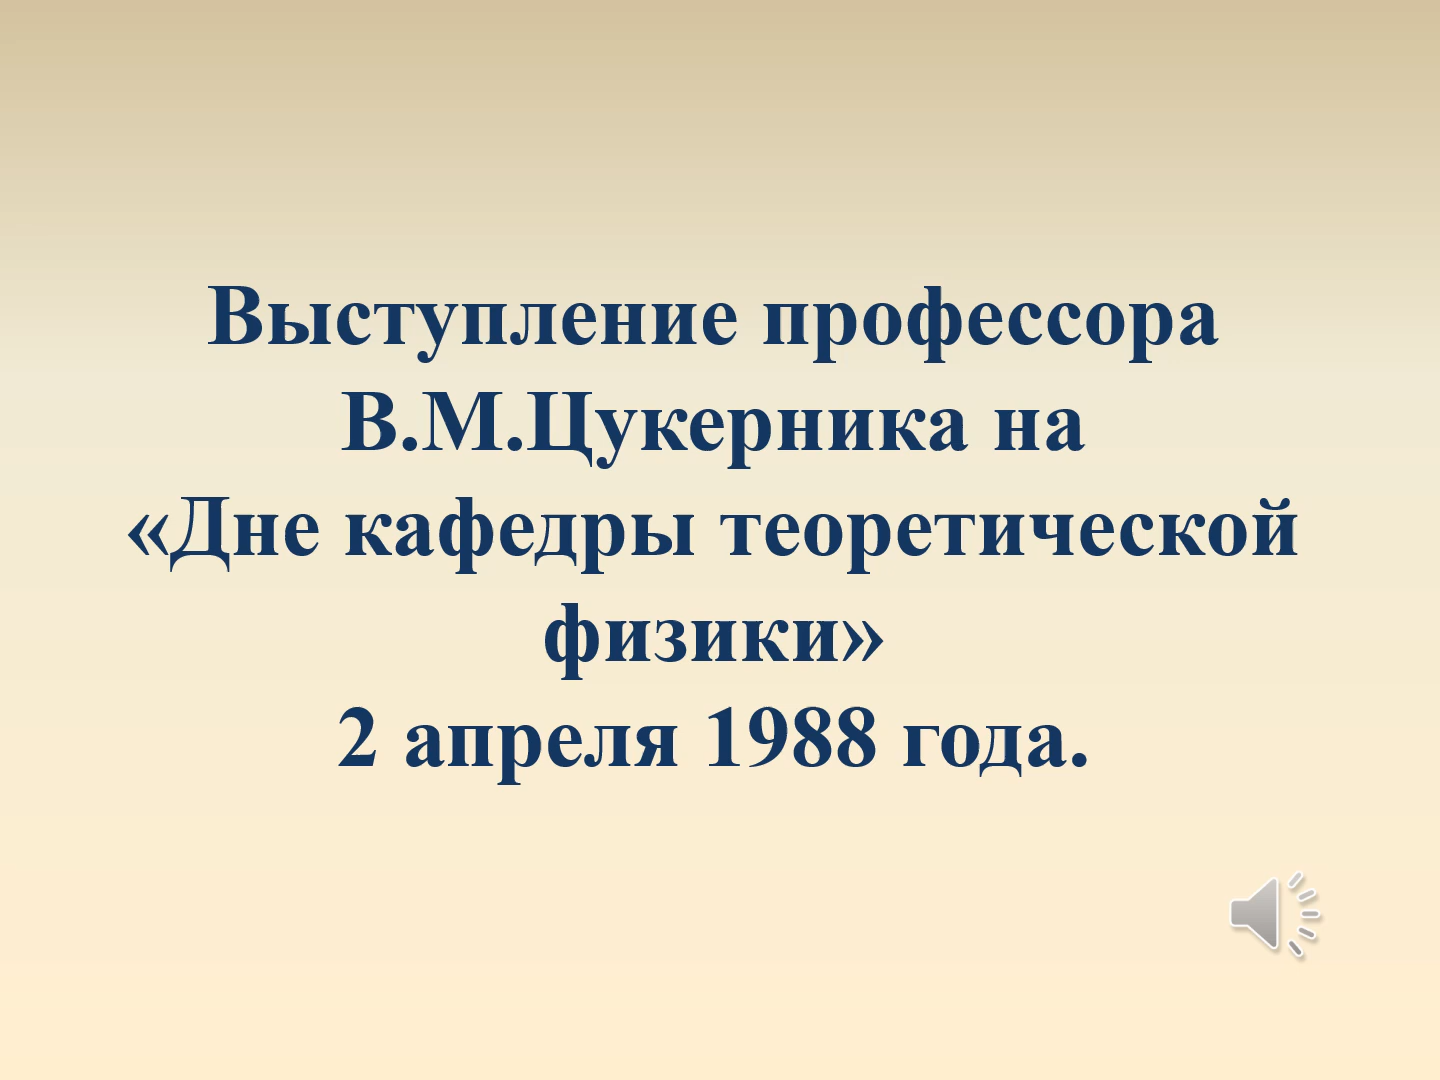 Выступление профессора
В.М.Цукерника на
«Дне кафедры теоретической
физики»
2 апреля 1988 года.